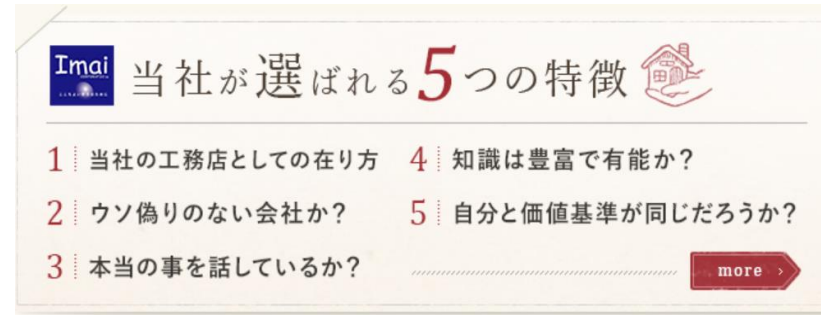 Imai
当社が選ばれる5つの特徴
1 当社の工務店としての在り方
2 ウソ偽りのない会社か?
3 本当の事を話しているか?
4 知識は豊富で有能か?
5 自分と価値基準が同じだろうか?
more